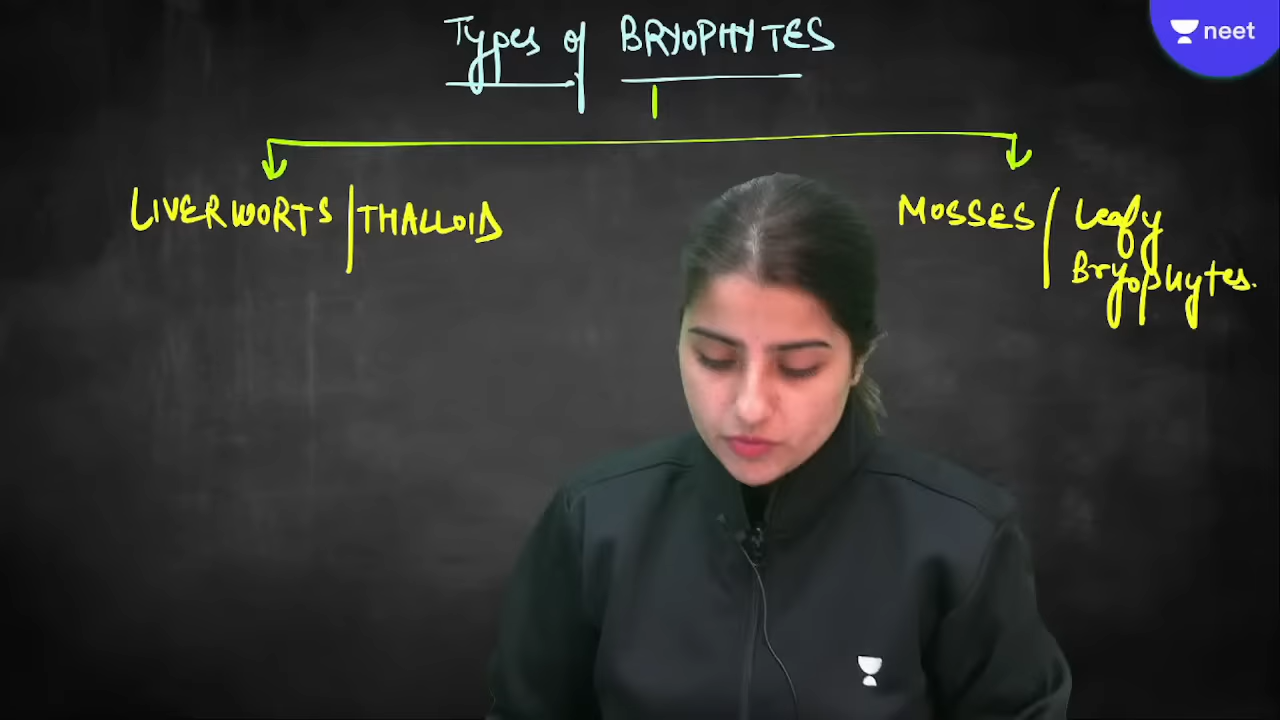 Types of BRYOPHYTES
neet
LIVERWORTS | THALLOID
MOSSES | Leafy
Bryophytes.